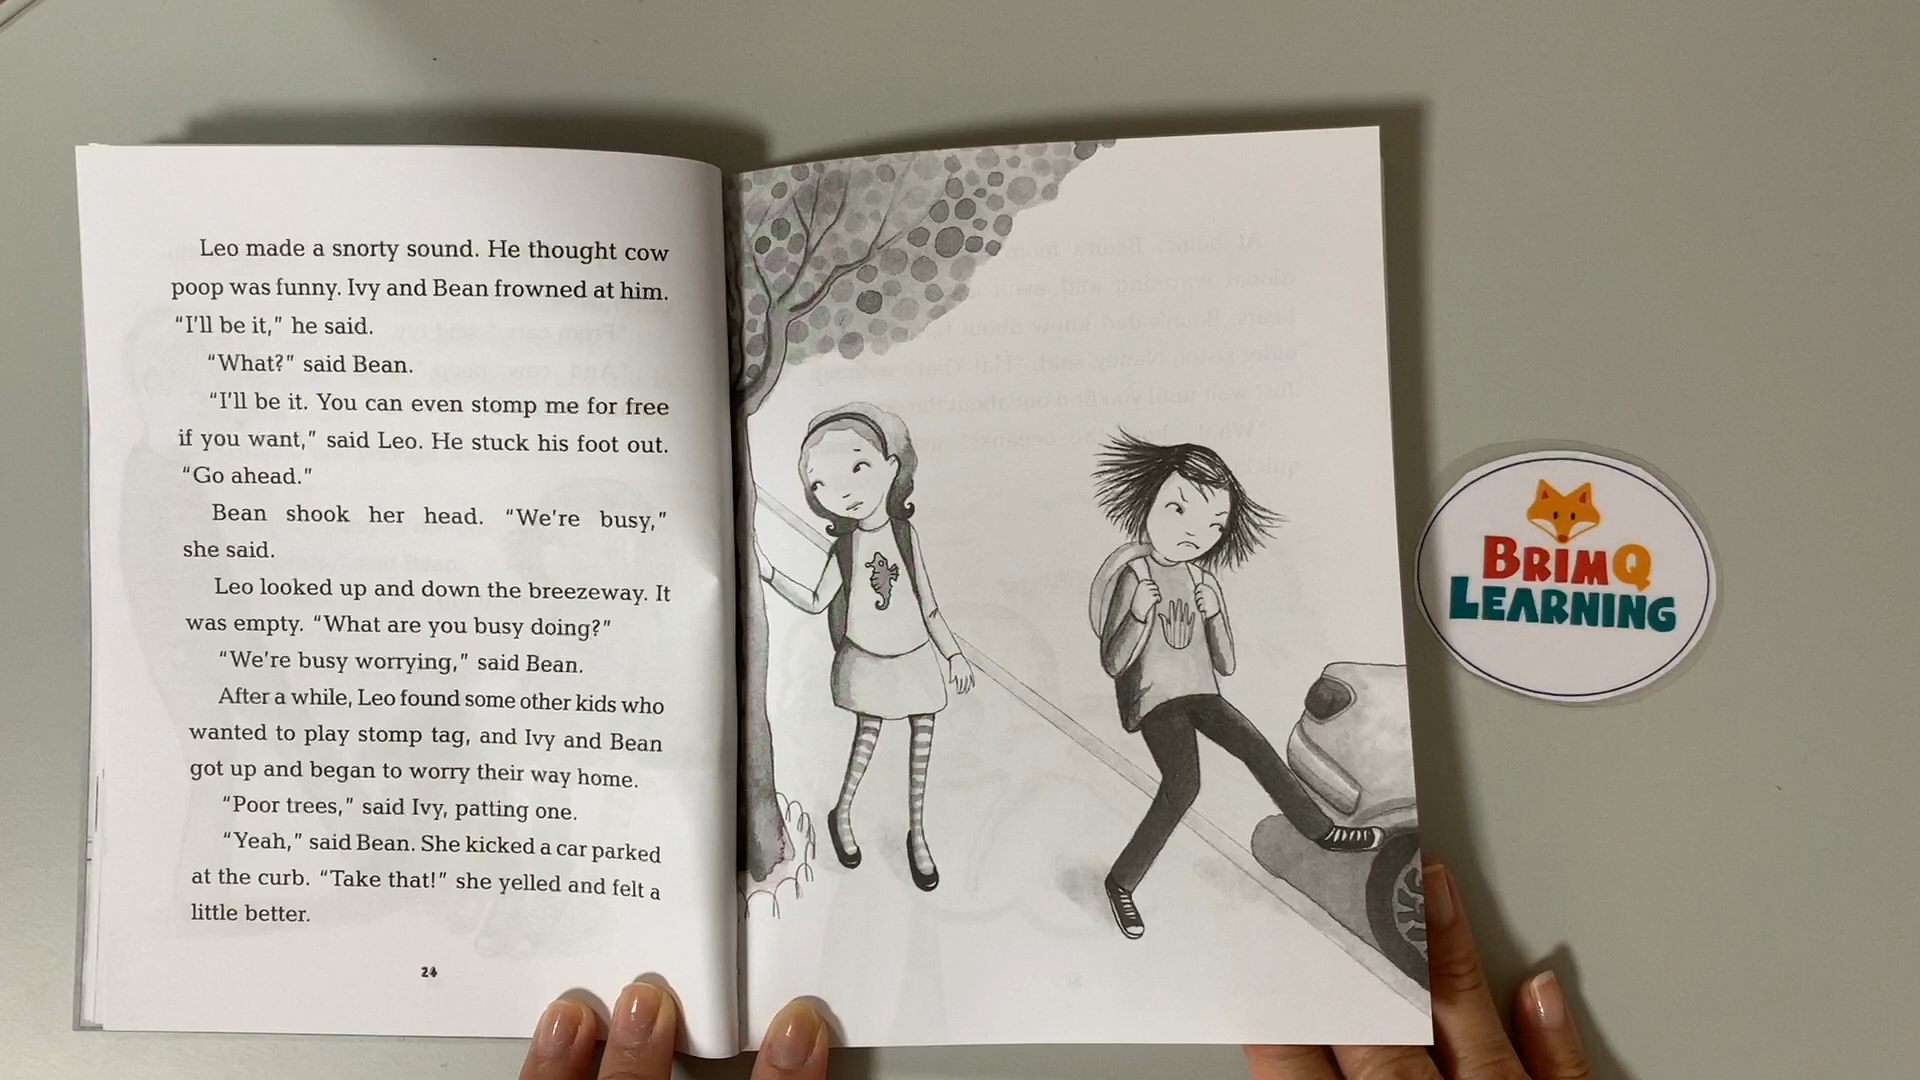 Leo made a snorty sound. He thought cow
poop was funny. Ivy and Bean frowned at him.
“I'll be it,” he said.
“What?” said Bean.
“I'll be it. You can even stomp me for free
if you want,” said Leo. He stuck his foot out.
“Go ahead.”
Bean shook her head. “We're busy,”
she said.
Leo looked up and down the breezeway. It
was empty. “What are you busy doing?”
“We're busy worrying,” said Bean.
After a while, Leo found some other kids who
wanted to play stomp tag, and Ivy and Bean
got up and began to worry their way home.
“Poor trees,” said Ivy, patting one.
“Yeah,” said Bean. She kicked a car parked
at the curb. “Take that!” she yelled and felt a
little better.
24
BRIMQ
LEARNING